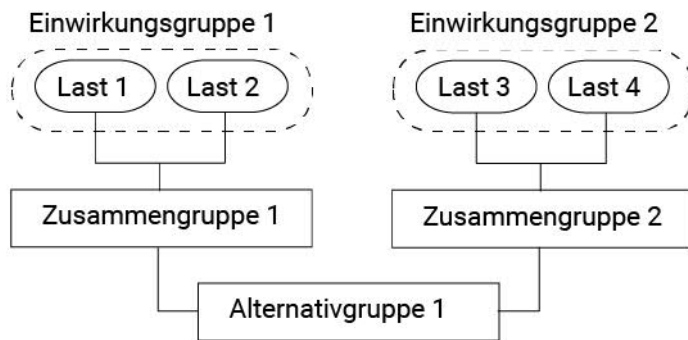 Einwirkungsgruppe 1
Einwirkungsgruppe 2
Last 1
Last 2
Last 3
Last 4
Zusammengruppe 1
Zusammengruppe 2
Alternativgruppe 1